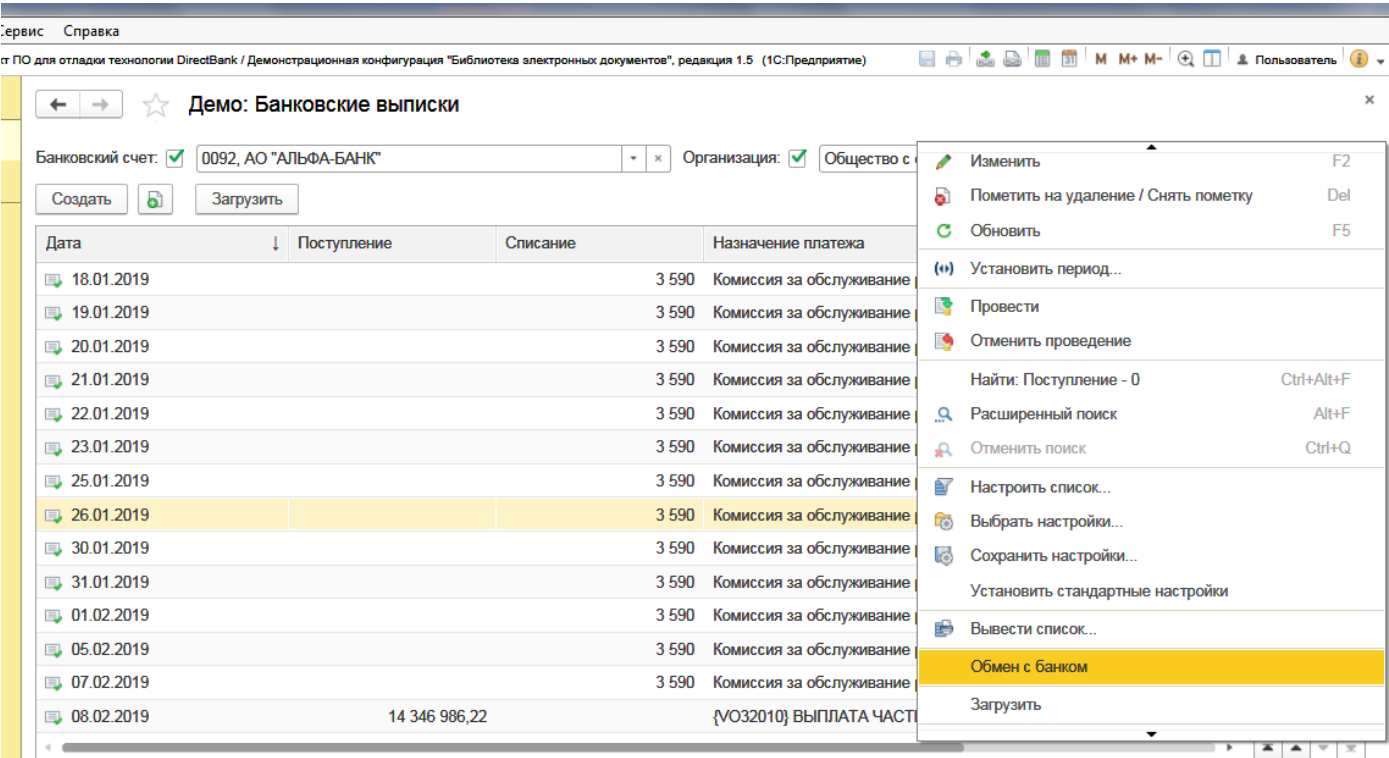 Сервис Справка
кт ПО для отладки технологии DirectBank / Демонстрационная конфигурация "Библиотека электронных документов", редакция 1.5 (1С:Предприятие) 31 M M+ M- Пользователь
Демо: Банковские выписки
Банковский счет: 0092, АО "АЛЬФА-БАНК" Организация: Общество с
Создать Загрузить
Дата Поступление Списание Назначение платежа
18.01.2019 3 590 Комиссия за обслуживание
19.01.2019 3 590 Комиссия за обслуживание
20.01.2019 3 590 Комиссия за обслуживание
21.01.2019 3 590 Комиссия за обслуживание
22.01.2019 3 590 Комиссия за обслуживание
23.01.2019 3 590 Комиссия за обслуживание
25.01.2019 3 590 Комиссия за обслуживание
26.01.2019 3 590 Комиссия за обслуживание
30.01.2019 3 590 Комиссия за обслуживание
31.01.2019 3 590 Комиссия за обслуживание
01.02.2019 3 590 Комиссия за обслуживание
05.02.2019 3 590 Комиссия за обслуживание
07.02.2019 3 590 Комиссия за обслуживание
08.02.2019 14 346 986,22 {VO32010} ВЫПЛАТА ЧАСТИ
Изменить F2
Пометить на удаление / Снять пометку Del
Обновить F5
Установить период...
Провести
Отменить проведение
Найти: Поступление - 0 Ctrl+Alt+F
Расширенный поиск Alt+F
Отменить поиск Ctrl+Q
Настроить список...
Выбрать настройки...
Сохранить настройки...
Установить стандартные настройки
Вывести список...
Обмен с банком
Загрузить